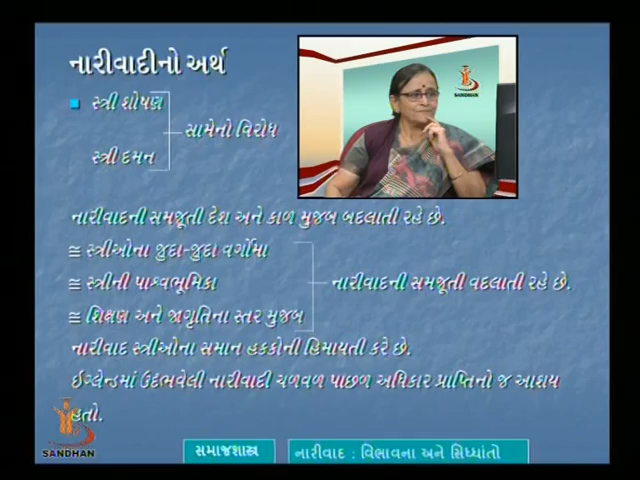 નારીવાદીનો અર્થ
SANDHAN
સ્ત્રી શોષણ
સામેનો વિરોધ
સ્ત્રી દમન
નારીવાદની સમજૂતી દેશ અને કાળ મુજબ બદલાતી રહે છે.
≅ સ્ત્રીઓના જુદા-જુદા વર્ગોમા
≅ સ્ત્રીની પાશ્વભૂમિકા
નારીવાદની સમજૂતી વદલાતી રહે છે.
≅ શિક્ષણ અને જાગૃતિના સ્તર મુજબ
નારીવાદ સ્ત્રીઓના સમાન હકકોની હિમાયતી કરે છે.
ઇંગ્લેન્ડમાં ઉદભવેલી નારીવાદી ચળવળ પાછળ અધિકાર પ્રાપ્તિનો જ આશય
હતો.
SANDHAN
સમાજશાસ્ત્ર
નારીવાદ : વિભાવના અને સિધ્ધાંતો